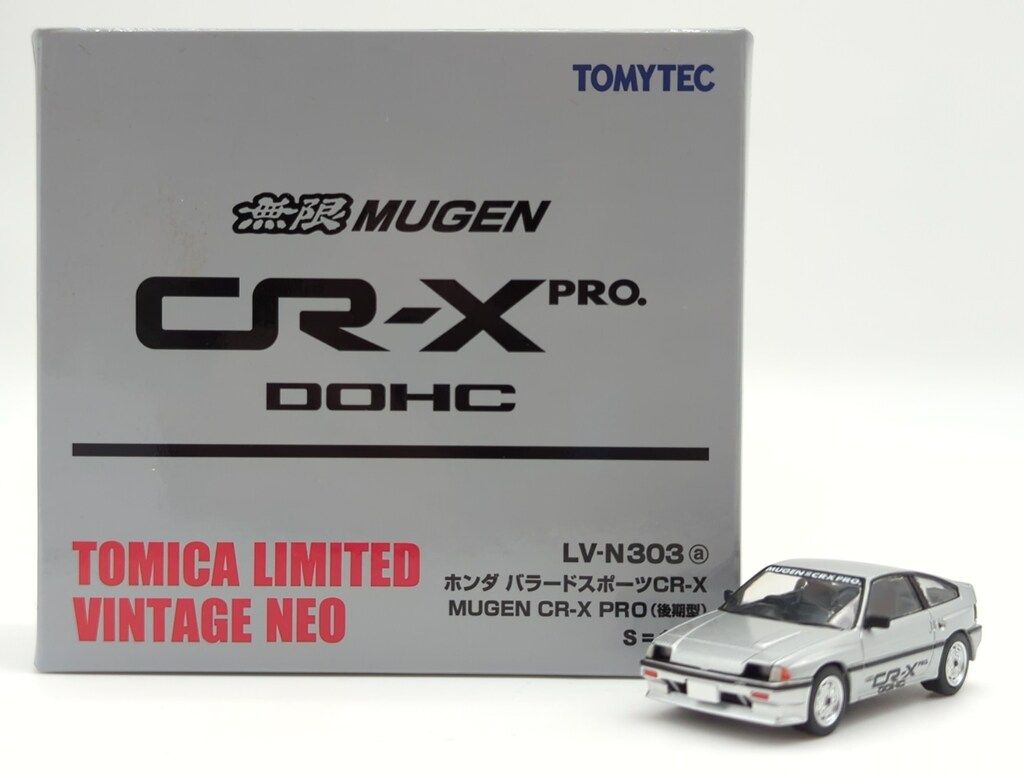 TOMYTEC
無限 MUGEN
CR-X PRO.
DOHC
TOMICA LIMITED
VINTAGE NEO
LV-N303 ⓐ
ホンダ バラードスポーツCR-X
MUGEN CR-X PRO (後期型)
S=
MUGEN CR-X PRO.
CR-X PRO.
DOHC